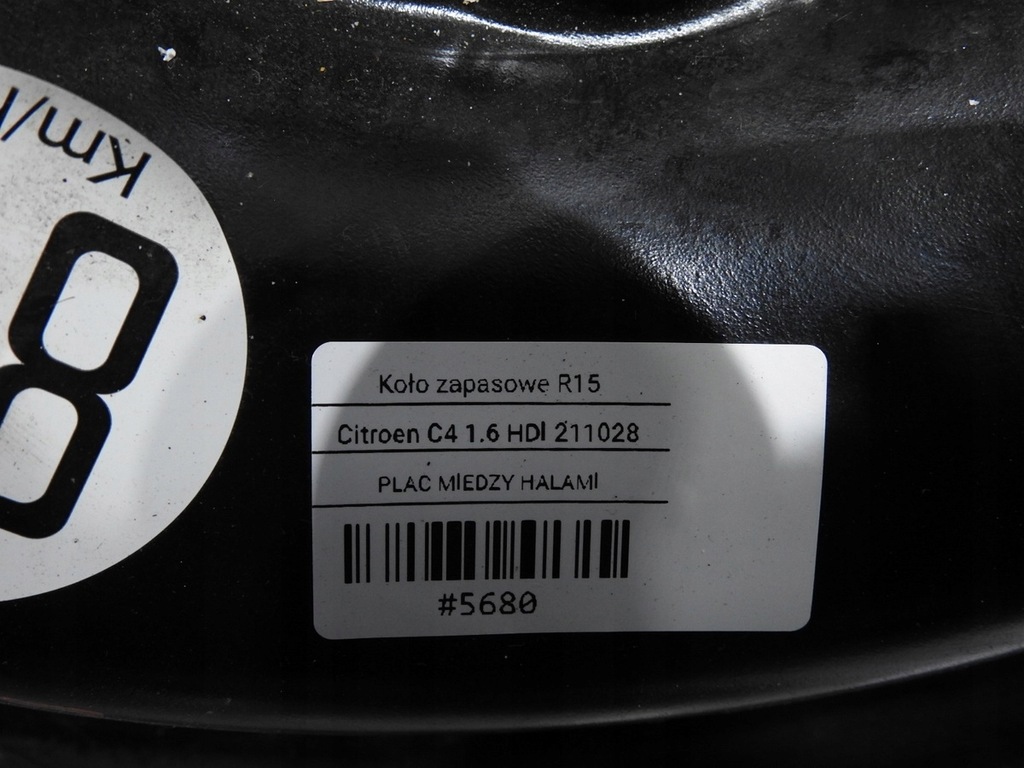 Km/
8
Koło zapasowe R15
Citroen C4 1.6 HDI 211028
PLAC MIEDZY HALAMI
#5680